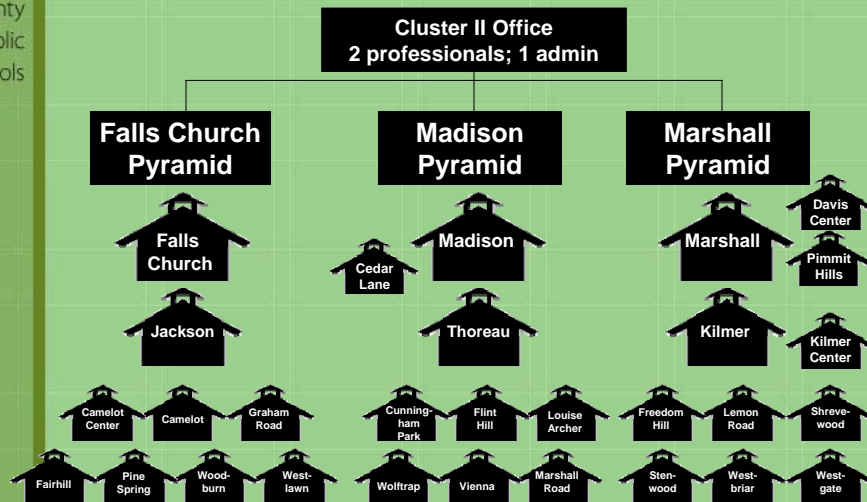 nty
olic
ols
Cluster II Office
2 professionals; 1 admin
Falls Church
Pyramid
Madison
Pyramid
Marshall
Pyramid
Falls
Church
Cedar
Lane
Madison
Marshall
Davis
Center
Pimmit
Hills
Jackson
Thoreau
Kilmer
Kilmer
Center
Camelot
Center
Camelot
Graham
Road
Cunning-
ham
Park
Flint
Hill
Louise
Archer
Freedom
Hill
Lemon
Road
Shreve-
wood
Fairhill
Pine
Spring
Wood-
burn
West-
lawn
Wolftrap
Vienna
Marshall
Road
Sten-
wood
West-
briar
West-
gate